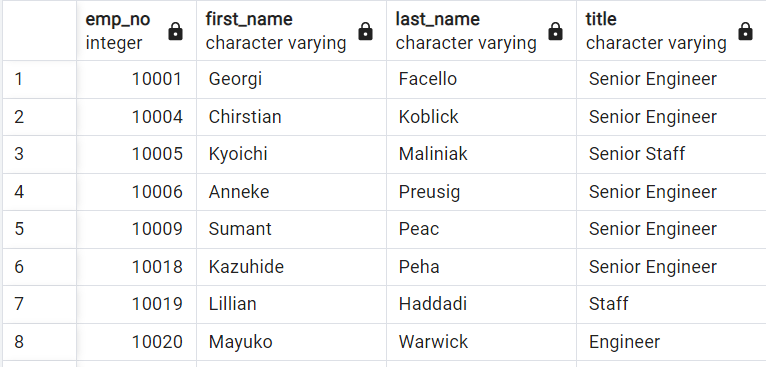 emp_no first_name last_name title
integer character varying character varying character varying
1 10001 Georgi Facello Senior Engineer
2 10004 Chirstian Koblick Senior Engineer
3 10005 Kyoichi Maliniak Senior Staff
4 10006 Anneke Preusig Senior Engineer
5 10009 Sumant Peac Senior Engineer
6 10018 Kazuhide Peha Senior Engineer
7 10019 Lillian Haddadi Staff
8 10020 Mayuko Warwick Engineer